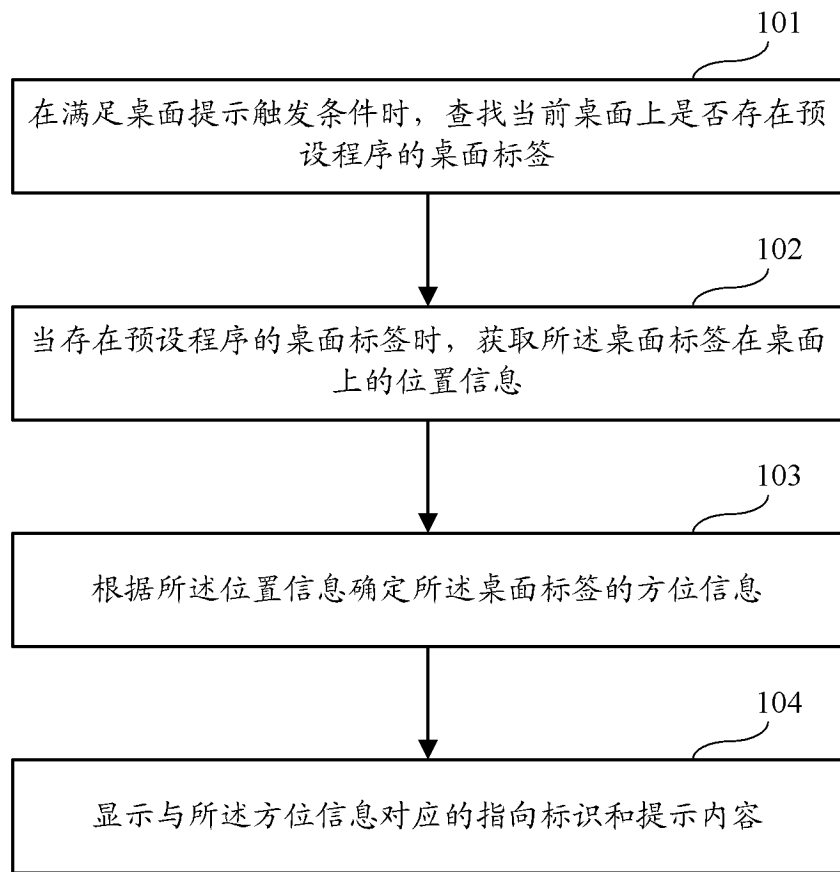 101
在满足桌面提示触发条件时，查找当前桌面上是否存在预
设程序的桌面标签
102
当存在预设程序的桌面标签时，获取所述桌面标签在桌面
上的位置信息
103
根据所述位置信息确定所述桌面标签的方位信息
104
显示与所述方位信息对应的指向标识和提示内容